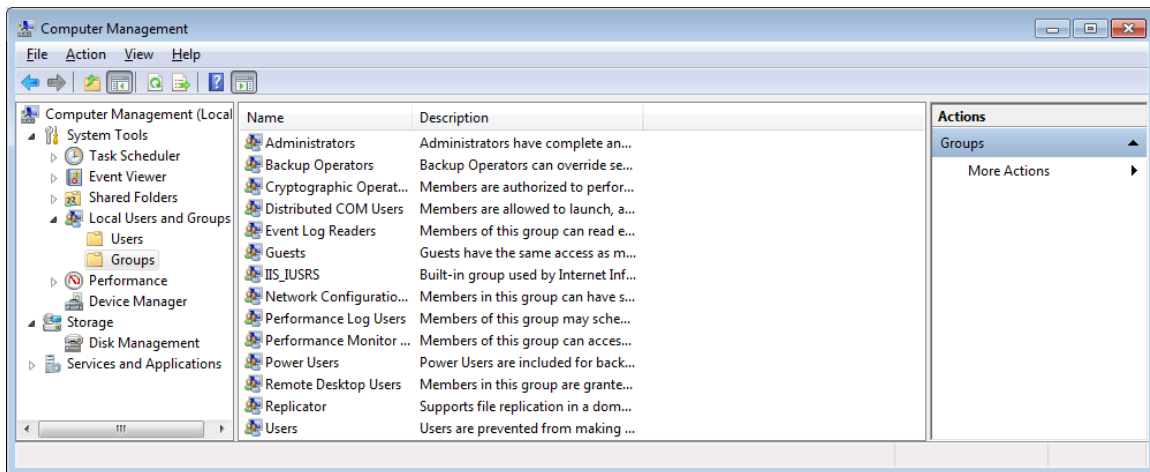 Computer Management
File Action View Help
Computer Management (Local
System Tools
Task Scheduler
Event Viewer
Shared Folders
Local Users and Groups
Users
Groups
Performance
Device Manager
Storage
Disk Management
Services and Applications
Name Description
Administrators Administrators have complete an...
Backup Operators Backup Operators can override se...
Cryptographic Operat... Members are authorized to perfor...
Distributed COM Users Members are allowed to launch, a...
Event Log Readers Members of this group can read e...
Guests Guests have the same access as m...
IIS_IUSRS Built-in group used by Internet Inf...
Network Configuratio... Members in this group can have s...
Performance Log Users Members of this group may sche...
Performance Monitor ... Members of this group can acces...
Power Users Power Users are included for back...
Remote Desktop Users Members in this group are grante...
Replicator Supports file replication in a dom...
Users Users are prevented from making ...
Actions
Groups
More Actions